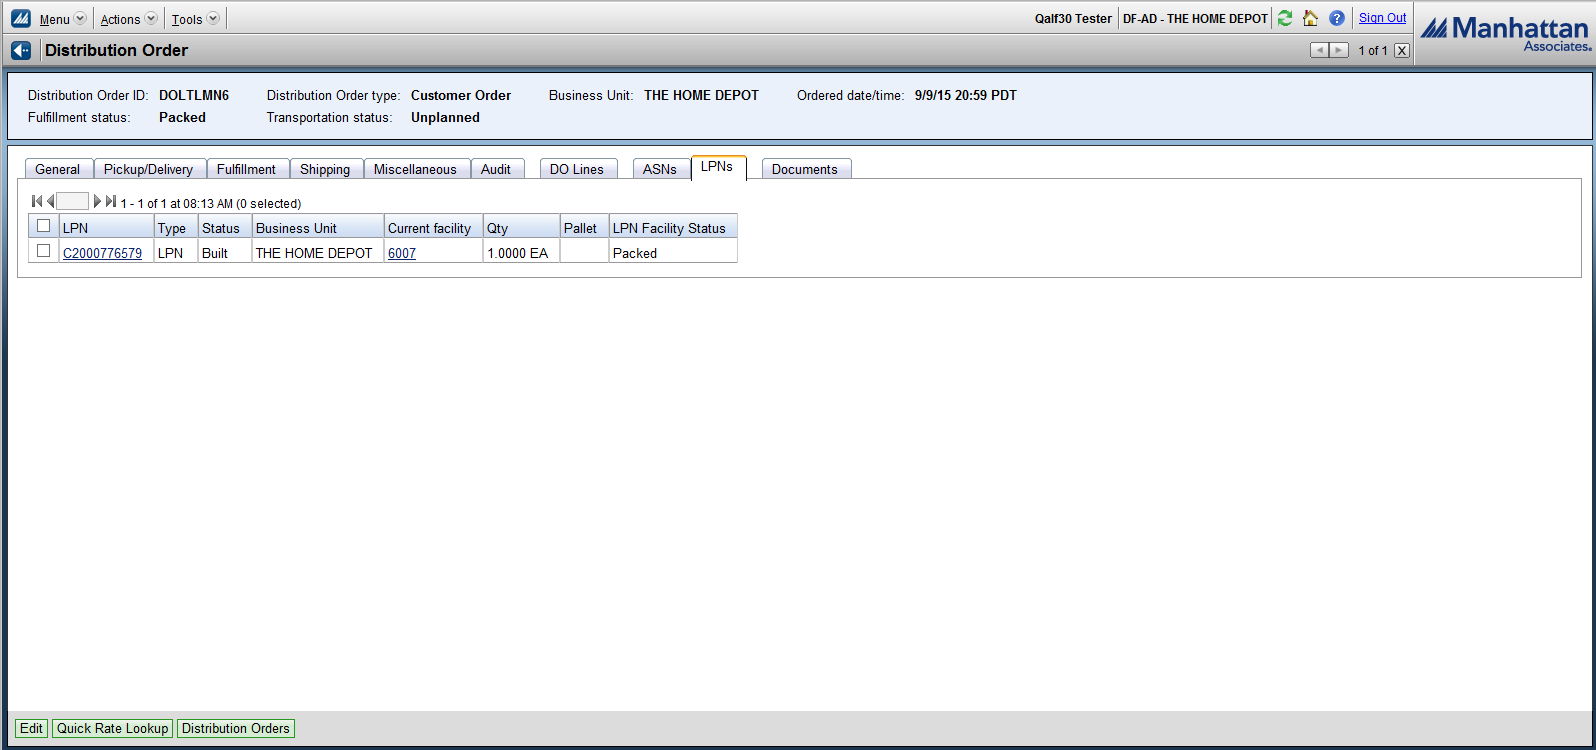 Menu Actions Tools Qalf30 Tester DF-AD - THE HOME DEPOT Sign Out
Manhattan Associates.
Distribution Order 1 of 1 X
Distribution Order ID: DOLTLMN6 Distribution Order type: Customer Order Business Unit: THE HOME DEPOT Ordered date/time: 9/9/15 20:59 PDT
Fulfillment status: Packed Transportation status: Unplanned
General Pickup/Delivery Fulfillment Shipping Miscellaneous Audit DO Lines ASNs LPNs Documents
1 - 1 of 1 at 08:13 AM (0 selected)
LPN Type Status Business Unit Current facility Qty Pallet LPN Facility Status
C2000776579 LPN Built THE HOME DEPOT 6007 1.0000 EA Packed
Edit Quick Rate Lookup Distribution Orders